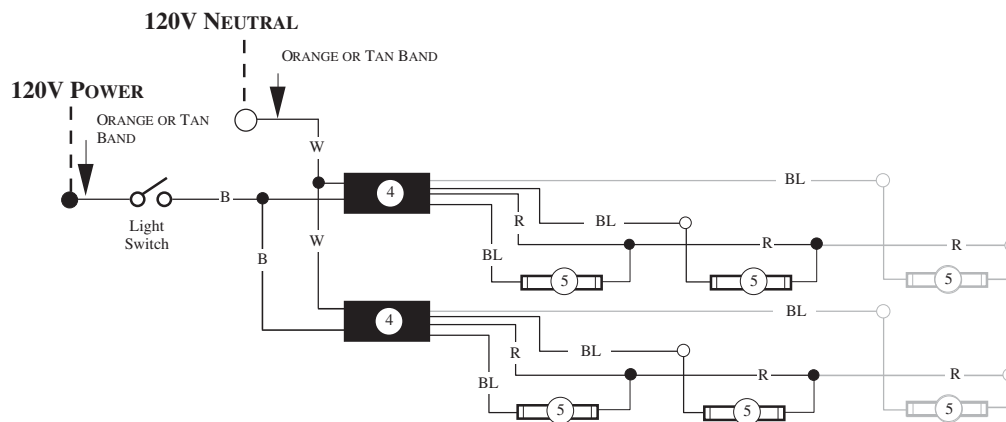 120V NEUTRAL
ORANGE OR TAN BAND
120V POWER
ORANGE OR TAN
BAND
W
4
BL
B
Light
Switch
R
BL
R
R
B
W
BL
5
5
5
4
BL
R
BL
R
R
BL
5
5
5